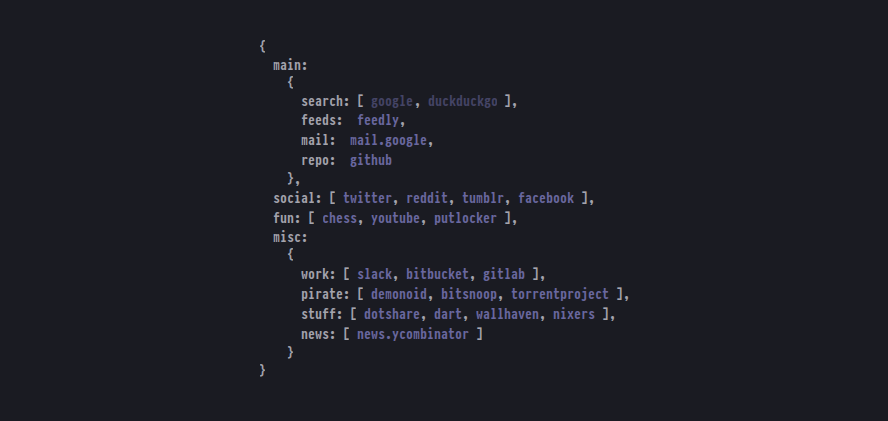 {
main:
{
search: [ google, duckduckgo ],
feeds: feedly,
mail: mail.google,
repo: github
},
social: [ twitter, reddit, tumblr, facebook ],
fun: [ chess, youtube, putlocker ],
misc:
{
work: [ slack, bitbucket, gitlab ],
pirate: [ demonoid, bitsnoop, torrentproject ],
stuff: [ dotshare, dart, wallhaven, nixers ],
news: [ news.ycombinator ]
}
}